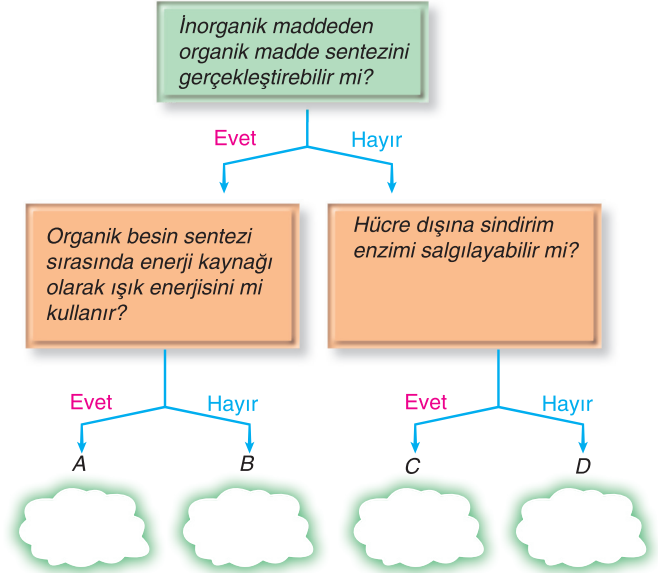 İnorganik maddeden
organik madde sentezini
gerçekleştirebilir mi?
Evet
Hayır
Organik besin sentezi
sırasında enerji kaynağı
olarak ışık enerjisini mi
kullanır?
Hücre dışına sindirim
enzimi salgılayabilir mi?
Evet
Hayır
Evet
Hayır
A
B
C
D